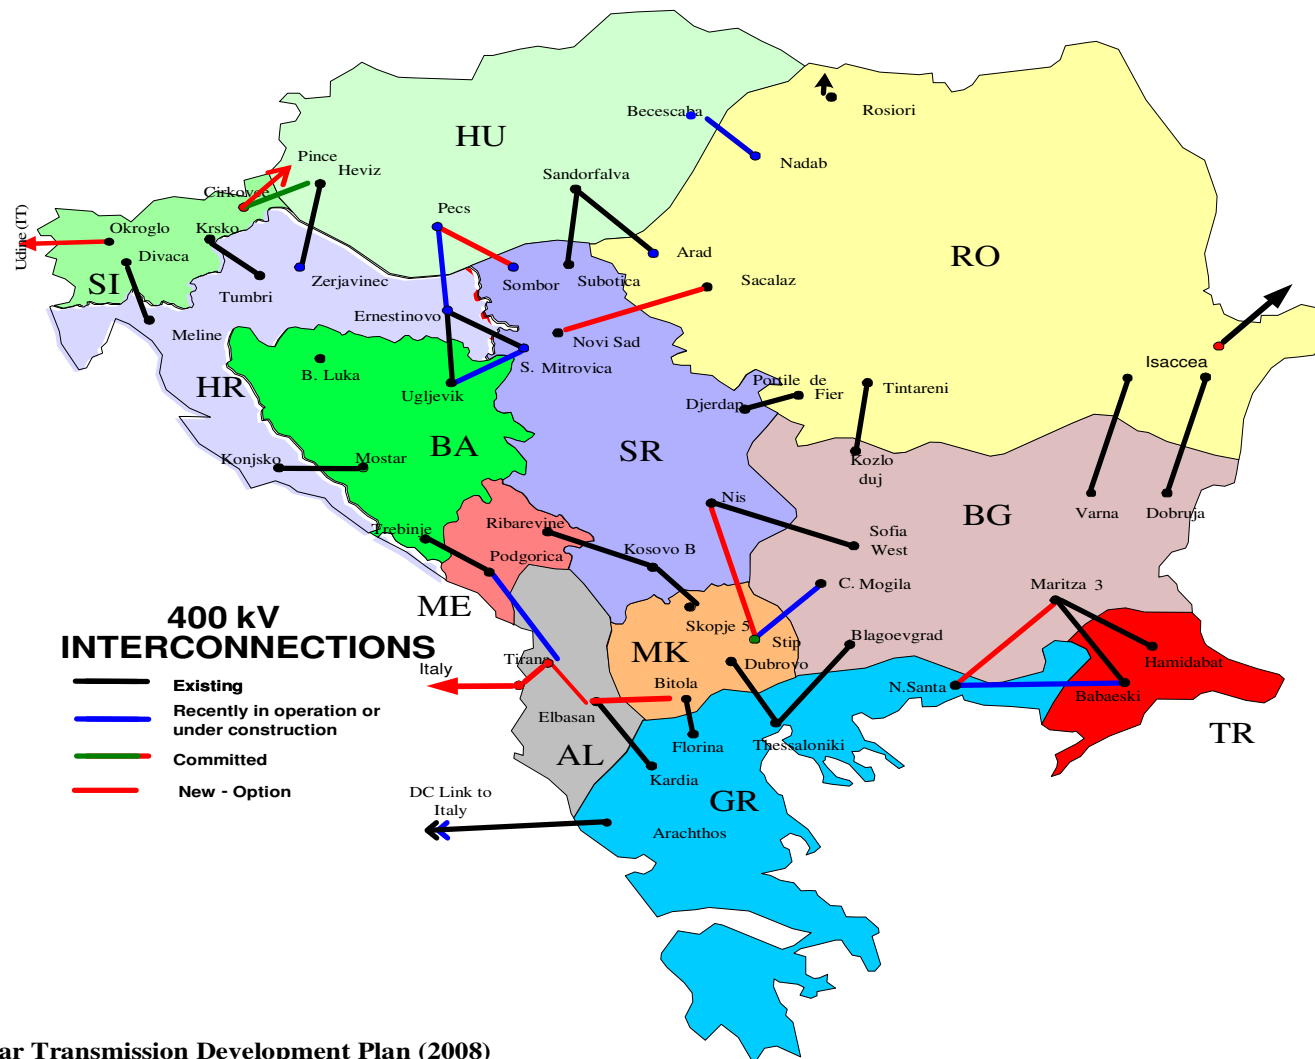 Becescaba
Rosiori
HU
Nadab
Pince
Heviz
Sandorfalva
Cirkovce
Pecs
Udine (IT)
Okroglo
Krsko
Divaca
Arad
RO
SI
Zerjavinec
Sombor
Subotica
Sacalaz
Tumbri
Ernestinovo
Meline
Novi Sad
Isaccea
B. Luka
S. Mitrovica
HR
Ugljevik
Portile de
Fier
Tintareni
Djerdap
BA
SR
Konjsko
Mostar
Kozlo
duj
Nis
BG
Varna
Dobruja
Trebinje
Ribarevine
Sofia
West
Kosovo B
Podgorica
C. Mogila
Maritza 3
ME
Skopje 5
Stip
Blagoevgrad
400 kV
INTERCONNECTIONS
MK
Dubrovo
Hamidabat
Italy
Tirana
Existing
Bitola
N.Santa
Babaeski
Recently in operation or
under construction
Elbasan
Florina
Thessaloniki
TR
Committed
AL
Kardia
New - Option
DC Link to
Italy
GR
Arachthos
ar Transmission Development Plan (2008)